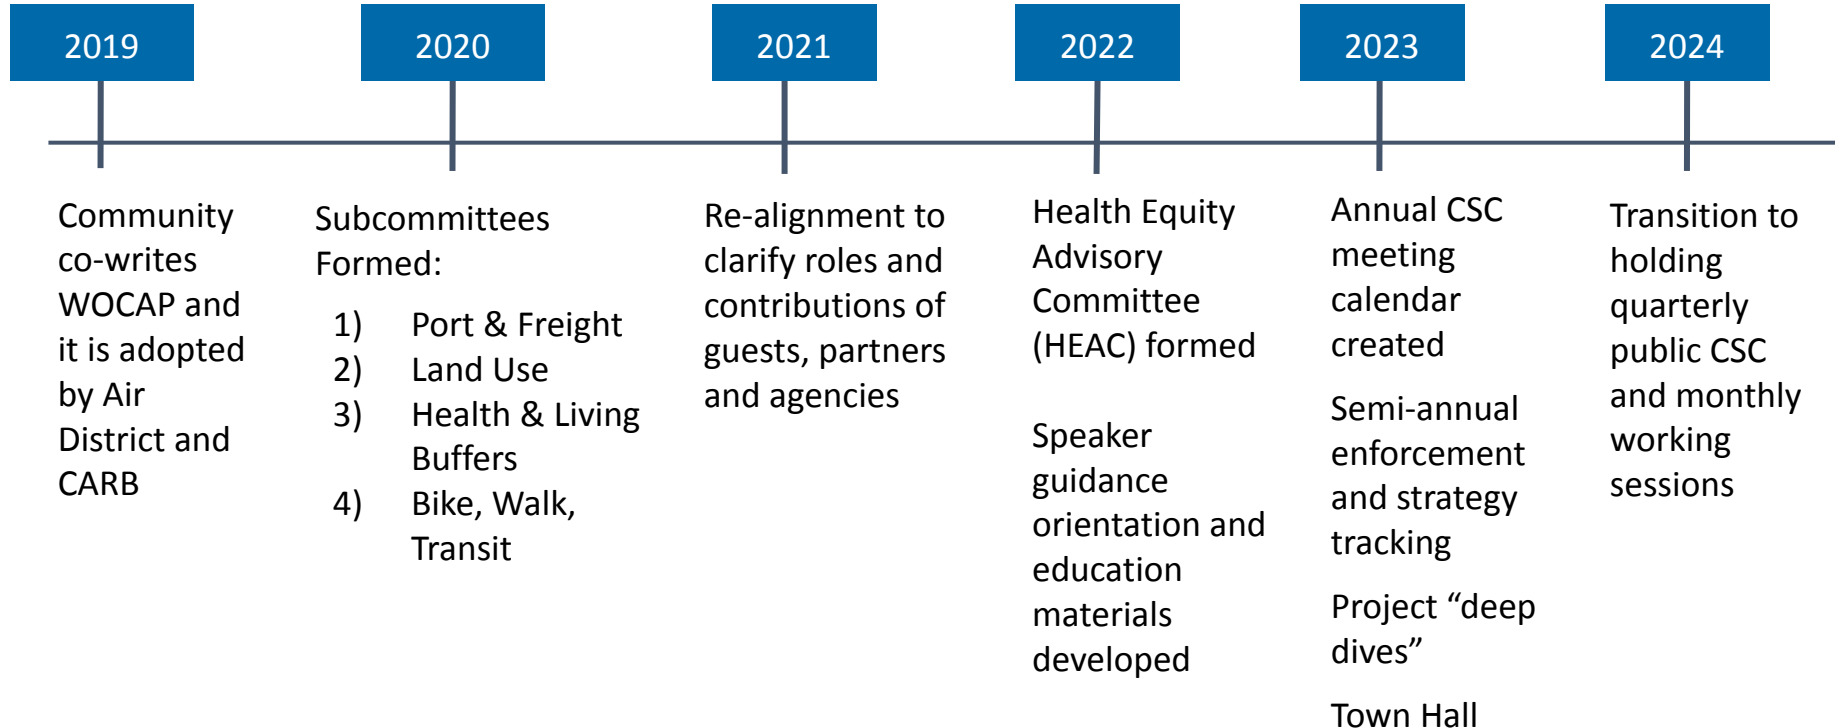 2019
2020
2021
2022
2023
2024
Community
co-writes
WOCAP and
it is adopted
by Air
District and
CARB
Subcommittees
Formed:
1) Port & Freight
2) Land Use
3) Health & Living
Buffers
4) Bike, Walk,
Transit
Re-alignment to
clarify roles and
contributions of
guests, partners
and agencies
Health Equity
Advisory
Committee
(HEAC) formed
Speaker
guidance
orientation and
education
materials
developed
Annual CSC
meeting
calendar
created
Semi-annual
enforcement
and strategy
tracking
Project “deep
dives”
Town Hall
Transition to
holding
quarterly
public CSC
and monthly
working
sessions